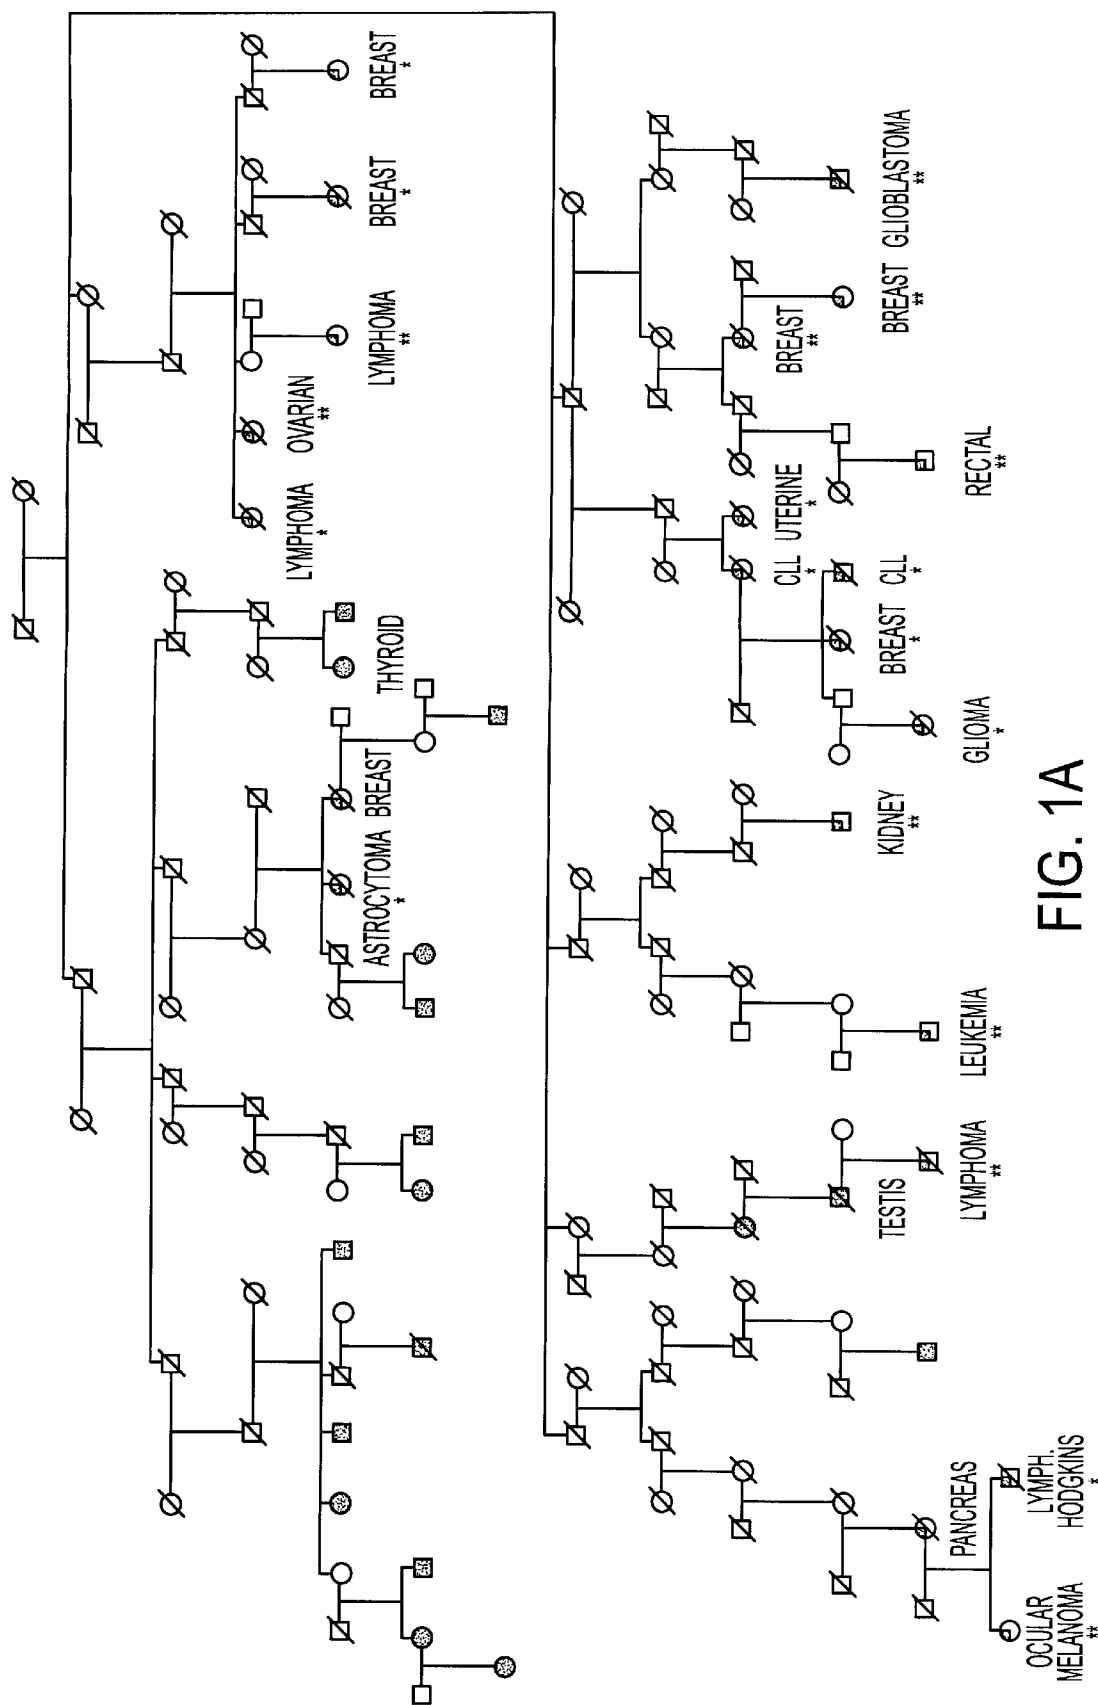 BREAST
*
BREAST
*
LYMPHOMA
**
OVARIAN
**
LYMPHOMA
*
THYROID
BREAST
ASTROCYTOMA
*
GLIOBLASTOMA
**
BREAST
**
BREAST
**
RECTAL
**
UTERINE
*
CLL
*
CLL
*
BREAST
*
GLIOMA
*
KIDNEY
**
LEUKEMIA
**
TESTIS
LYMPHOMA
**
PANCREAS
LYMPH.
HODGKINS
*
OCULAR
MELANOMA
**
FIG. 1A